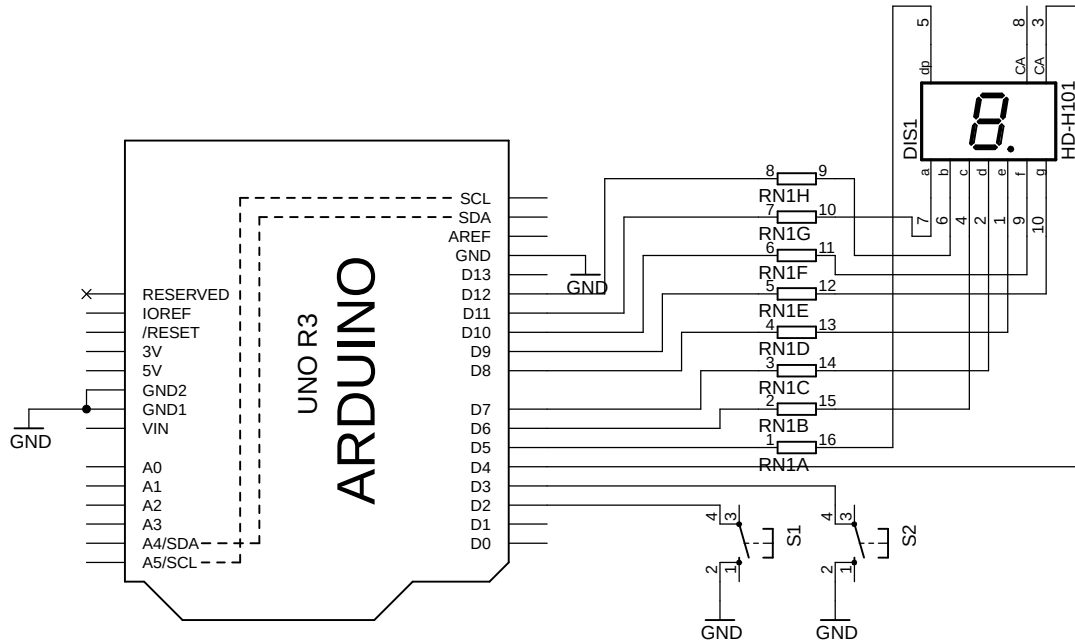 5
8
3
dp
CA
CA
DIS1
HD-H101
a
b
c
d
e
f
g
7
6
4
2
1
9
10
8
9
RN1H
7
10
RN1G
6
11
RN1F
5
12
RN1E
4
13
RN1D
3
14
RN1C
2
15
RN1B
1
16
RN1A
UNO R3
ARDUINO
RESERVED
IOREF
/RESET
3V
5V
GND2
GND1
VIN
A0
A1
A2
A3
A4/SDA
A5/SCL
GND
SCL
SDA
AREF
GND
D13
D12
D11
D10
D9
D8
D7
D6
D5
D4
D3
D2
D1
D0
GND
4
3
2
1
S1
GND
4
3
2
1
S2
GND